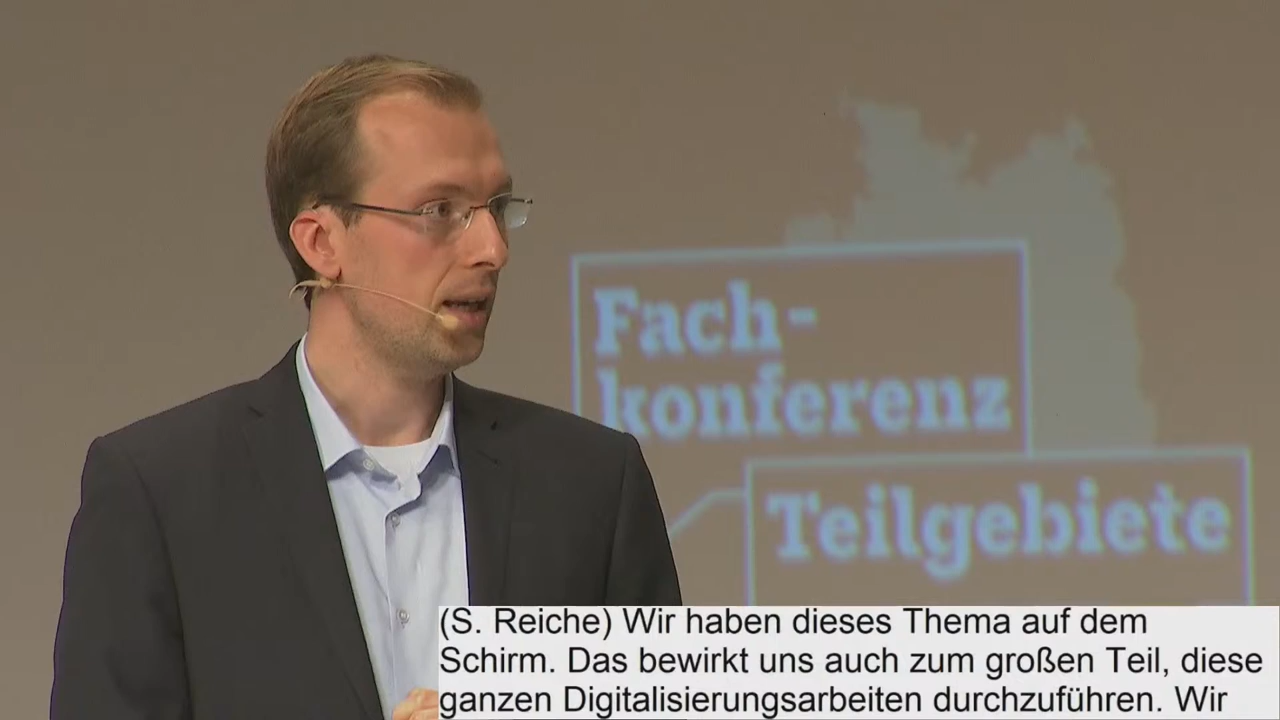 Fach-
konferenz
Teilgebiete
(S. Reiche) Wir haben dieses Thema auf dem
Schirm. Das bewirkt uns auch zum großen Teil, diese
ganzen Digitalisierungsarbeiten durchzuführen. Wir